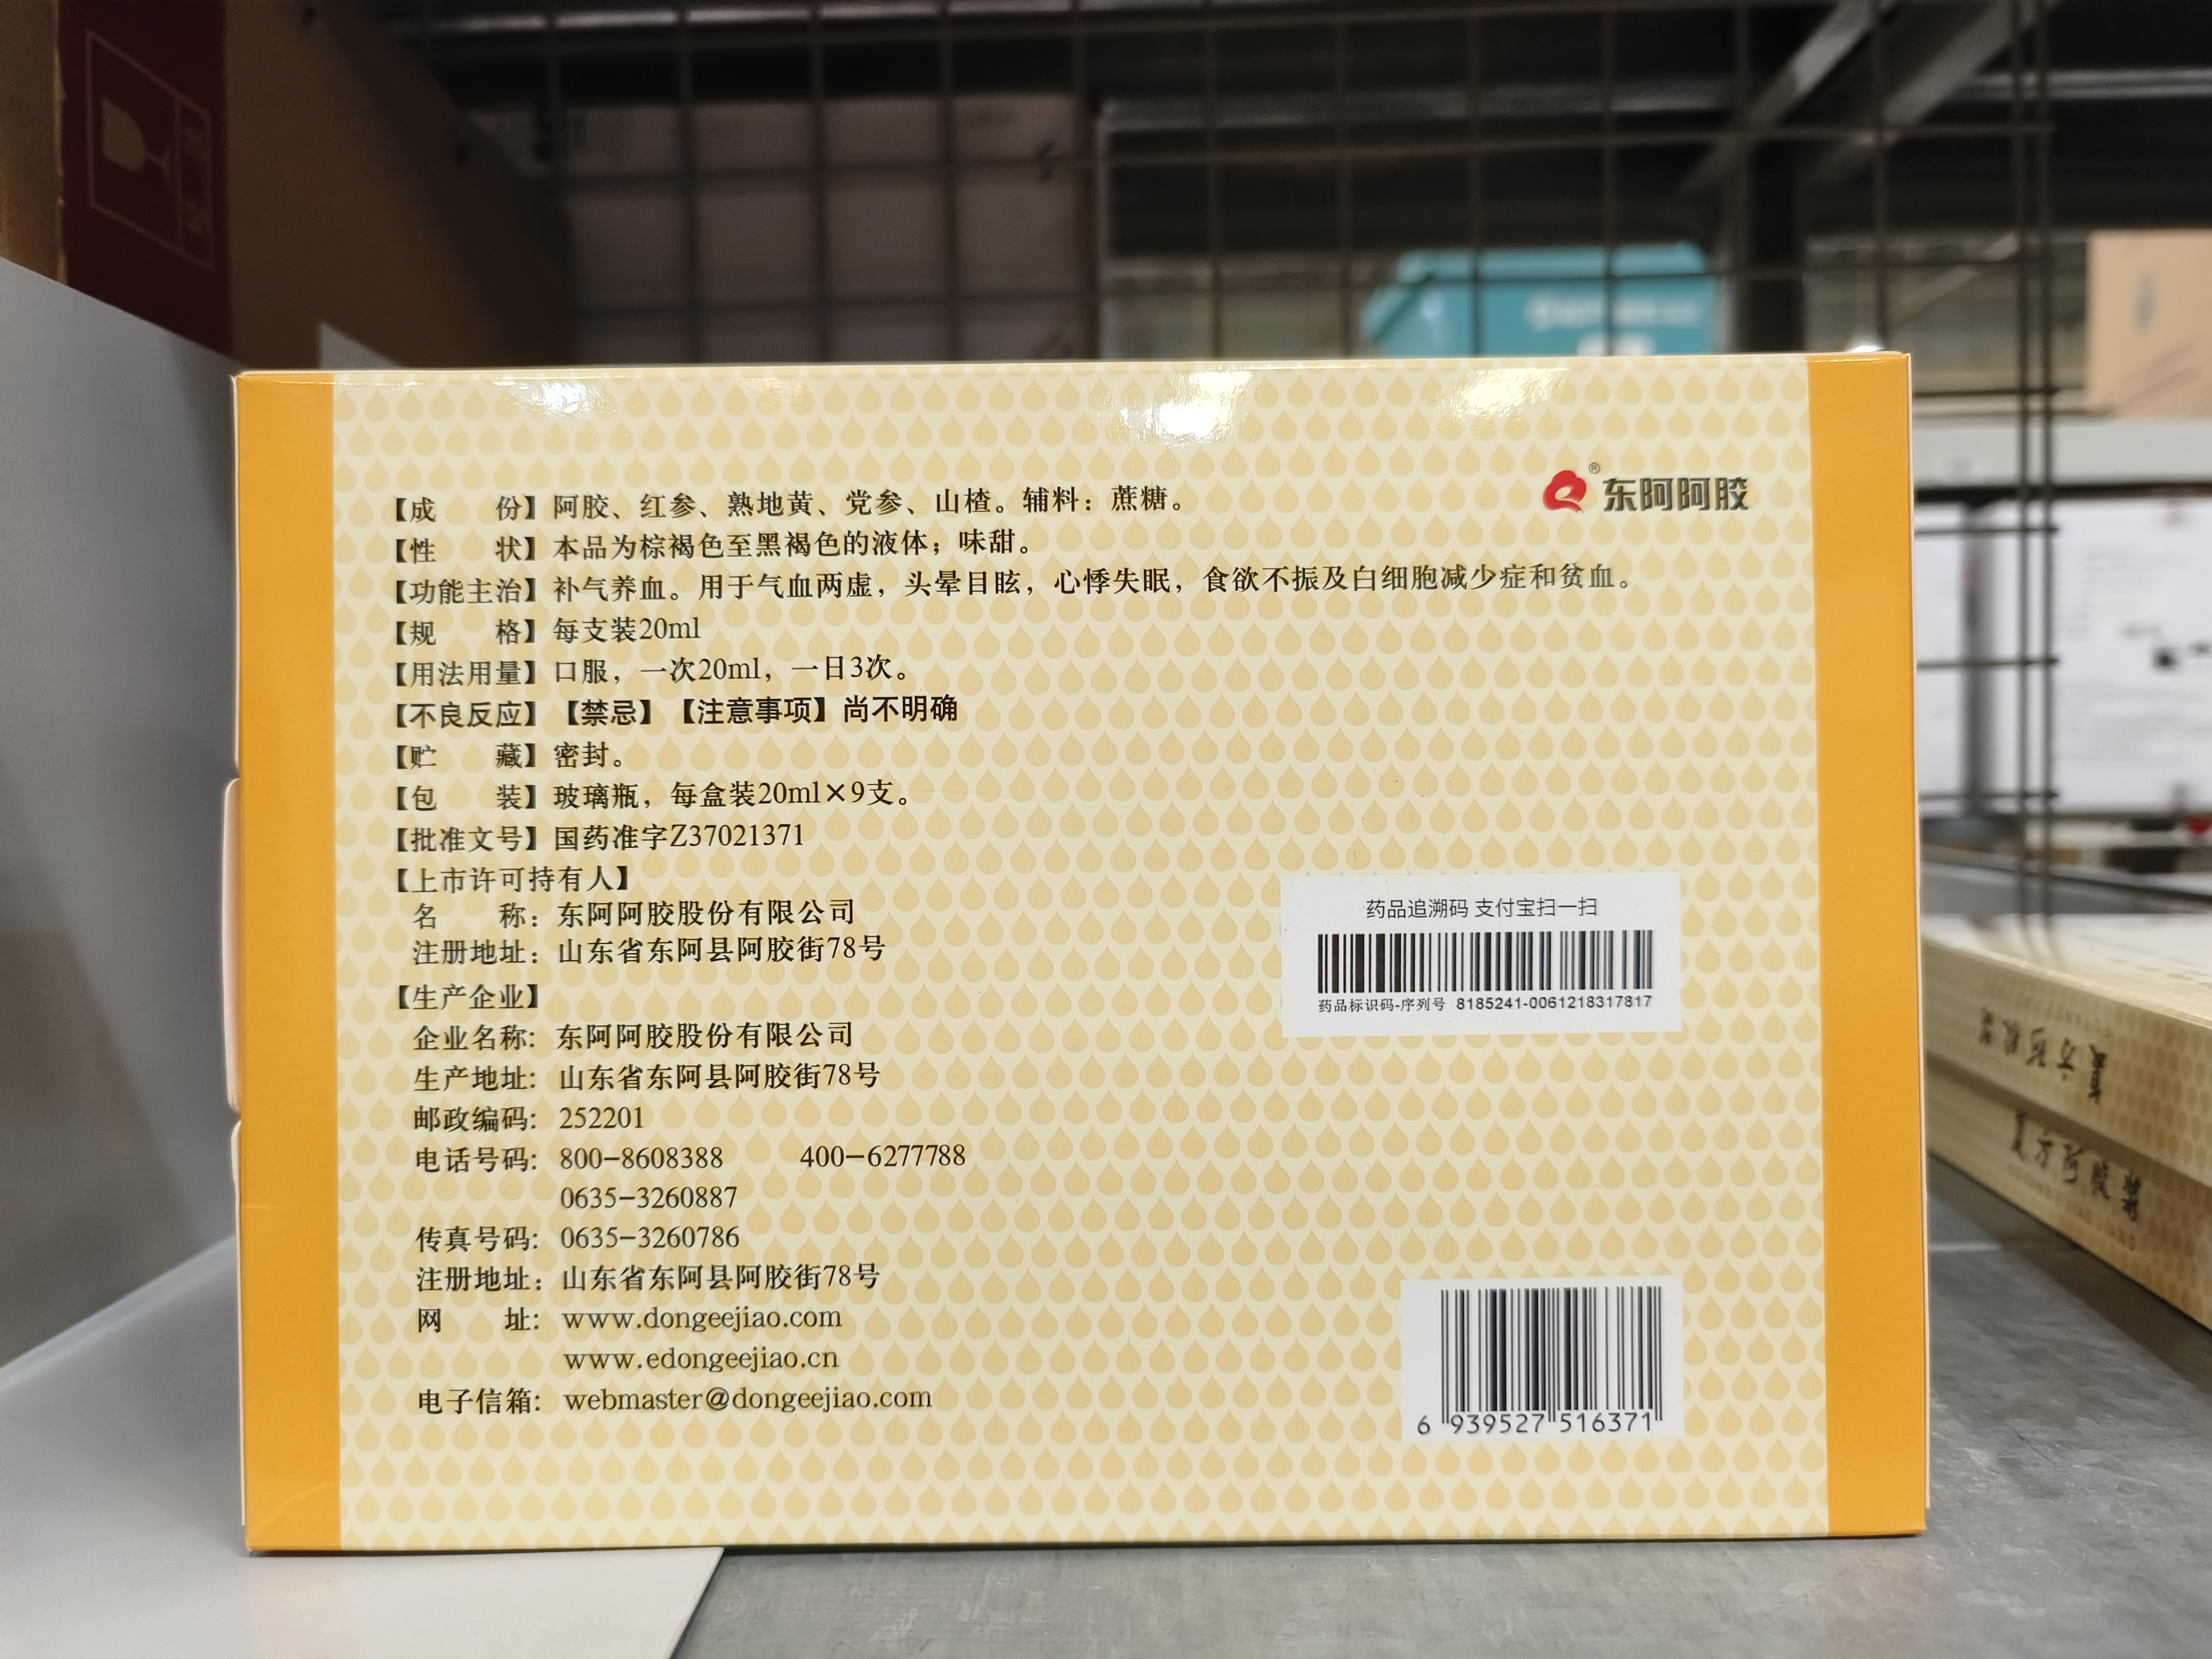 东阿阿胶
【成份】阿胶、红参、熟地黄、党参、山楂。辅料：蔗糖。
【性状】本品为棕褐色至黑褐色的液体；味甜。
【功能主治】补气养血。用于气血两虚，头晕目眩，心悸失眠，食欲不振及白细胞减少症和贫血。
【规格】每支装20ml
【用法用量】口服，一次20ml，一日3次。
【不良反应】【禁忌】【注意事项】尚不明确
【贮藏】密封。
【包装】玻璃瓶，每盒装20ml×9支。
【批准文号】国药准字Z37021371
【上市许可持有人】
名称：东阿阿胶股份有限公司
注册地址：山东省东阿县阿胶街78号
【生产企业】
企业名称：东阿阿胶股份有限公司
生产地址：山东省东阿县阿胶街78号
邮政编码：252201
电话号码：800-8608388 400-6277788
0635-3260887
传真号码：0635-3260786
注册地址：山东省东阿县阿胶街78号
网址：www.dongeejiao.com
www.edongeejiao.cn
电子信箱：webmaster@dongeejiao.com
药品追溯码 支付宝扫一扫
药品标识码-序列号 8185241-0061218317817
6 939527 516371
复方阿胶浆
复方阿胶浆